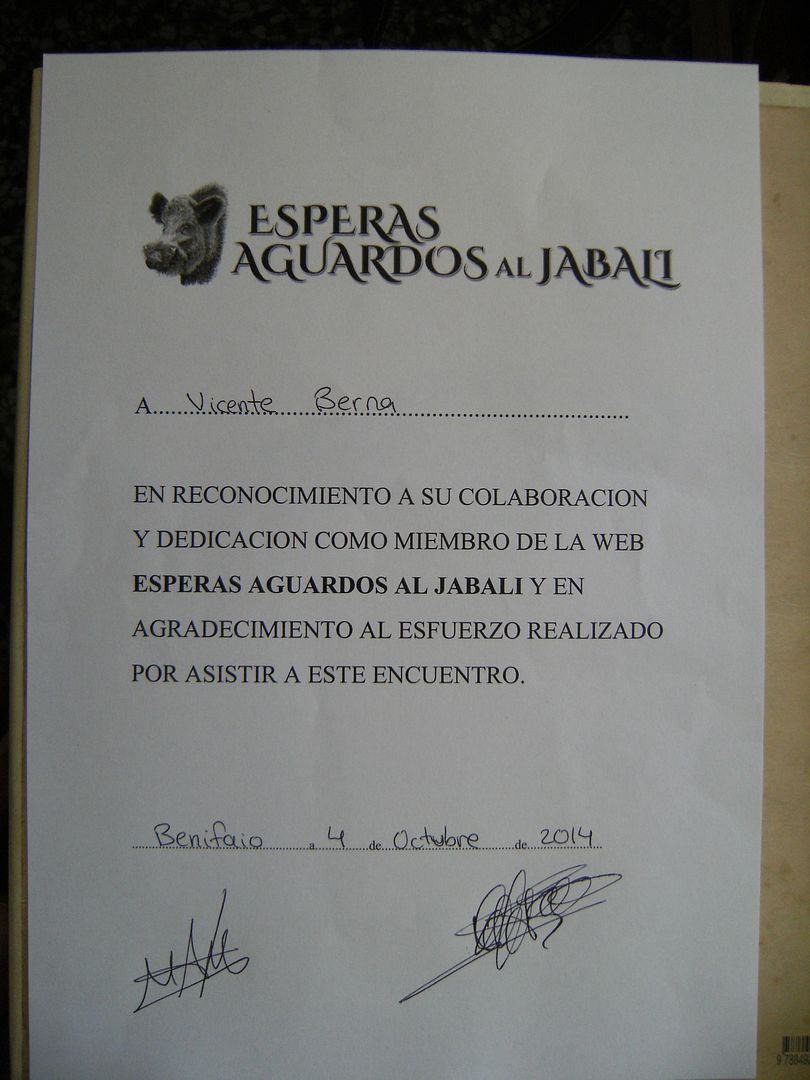 ESPERAS
AGUARDOS AL JABALI
A.....Vicente Berna.....
EN RECONOCIMIENTO A SU COLABORACION
Y DEDICACION COMO MIEMBRO DE LA WEB
ESPERAS AGUARDOS AL JABALI Y EN
AGRADECIMIENTO AL ESFUERZO REALIZADO
POR ASISTIR A ESTE ENCUENTRO.
Benifaio a 4 de Octubre de 2014